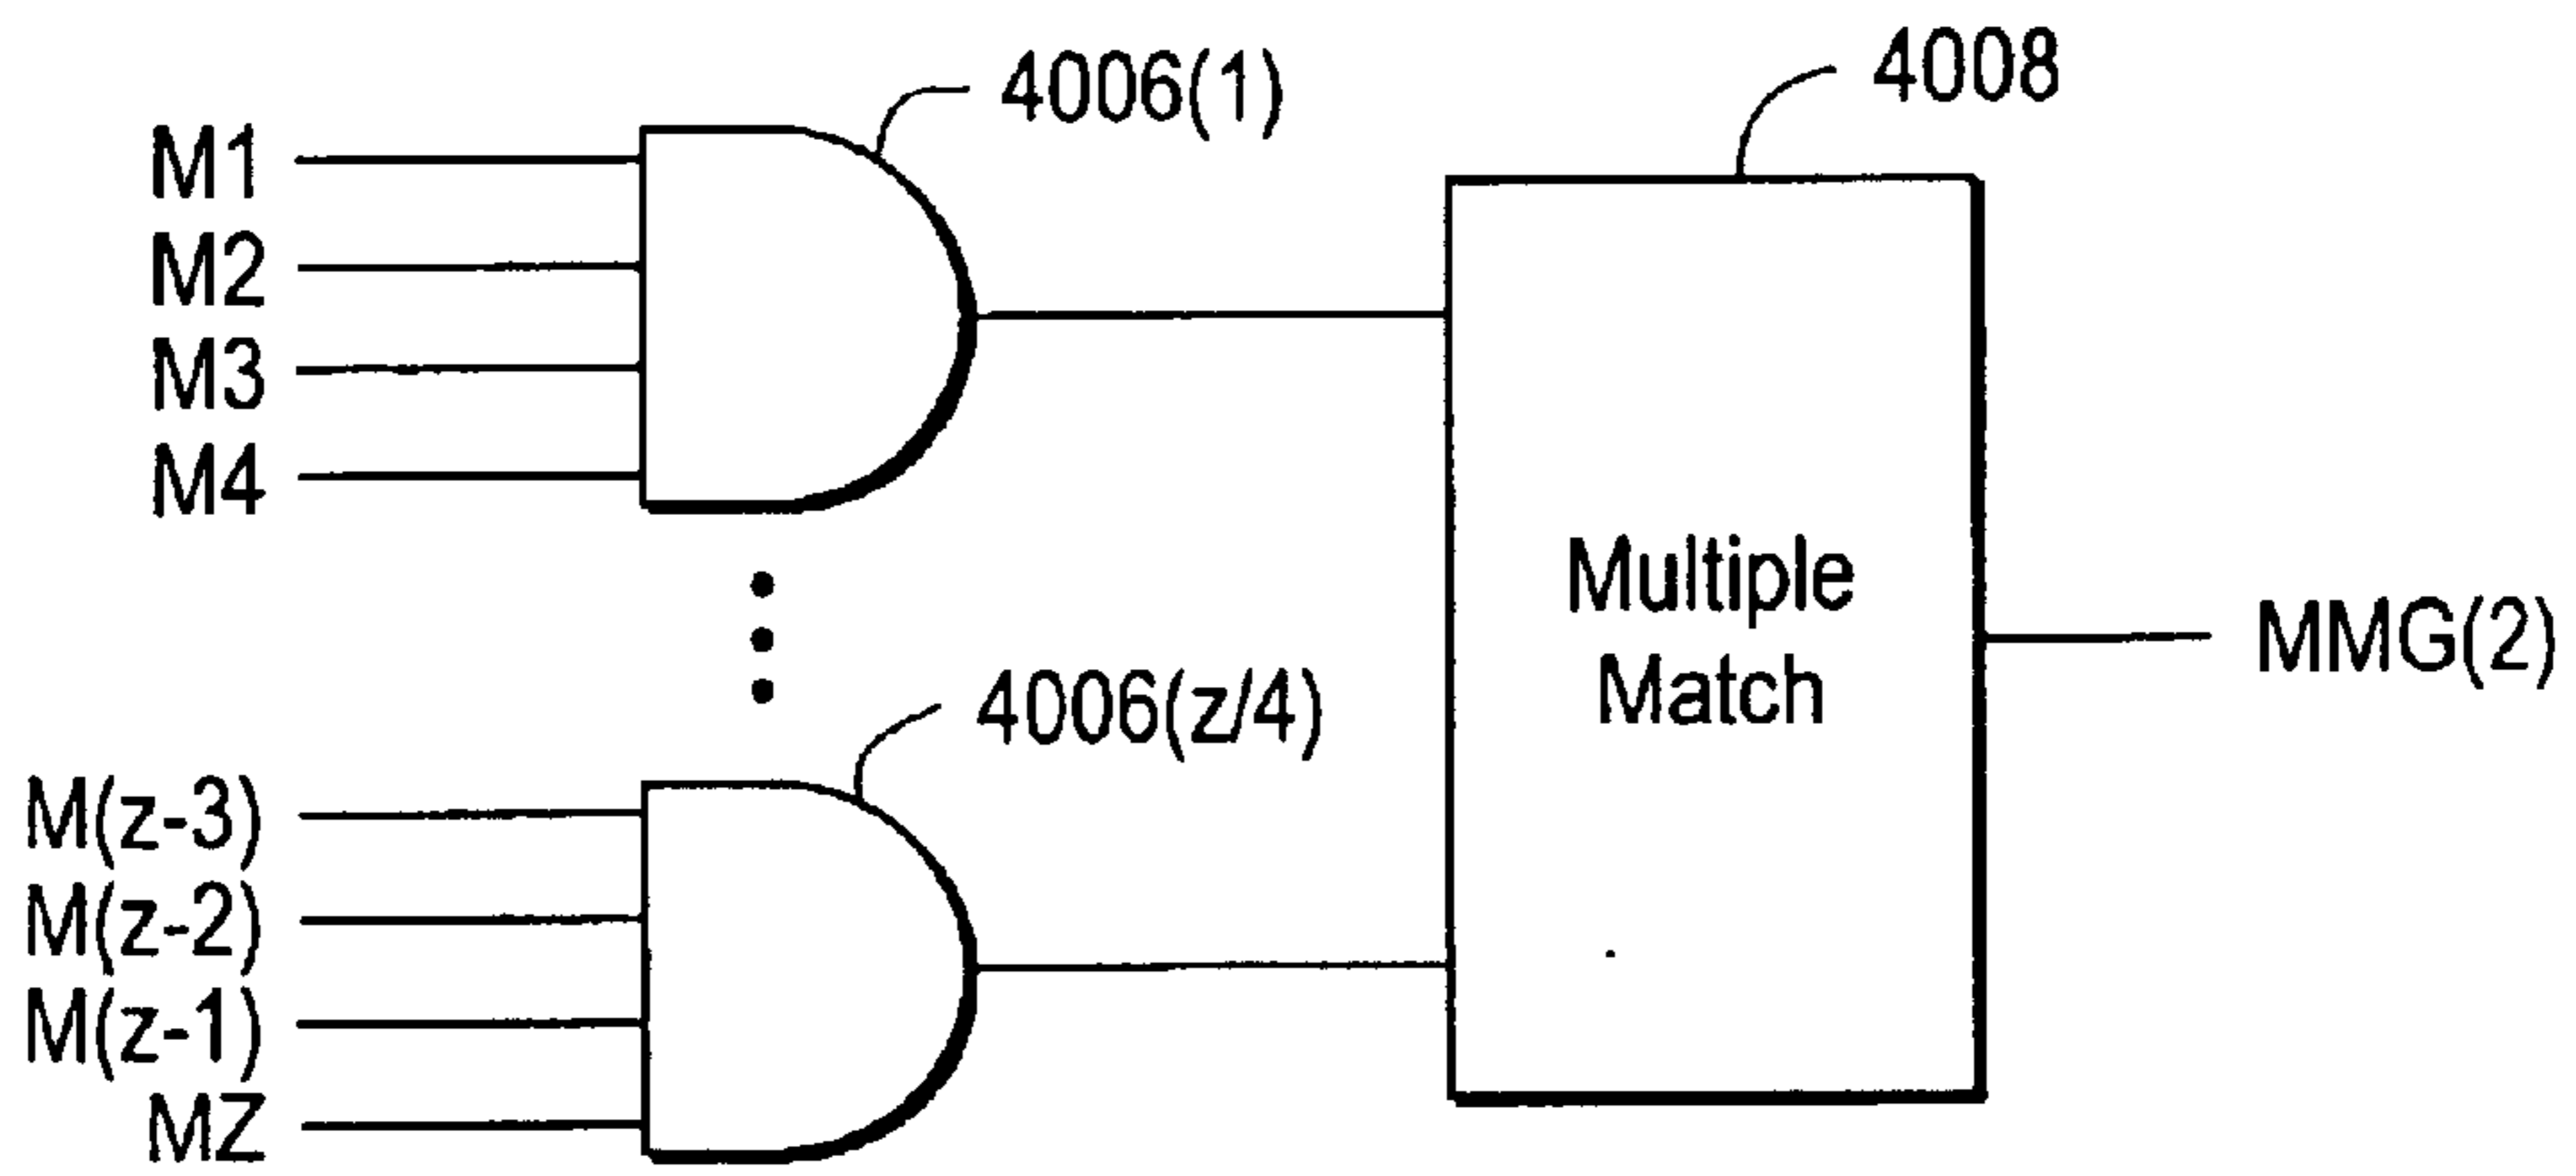 4006(1)
4008
M1
M2
M3
M4
Multiple
Match
MMG(2)
4006(z/4)
M(z-3)
M(z-2)
M(z-1)
MZ